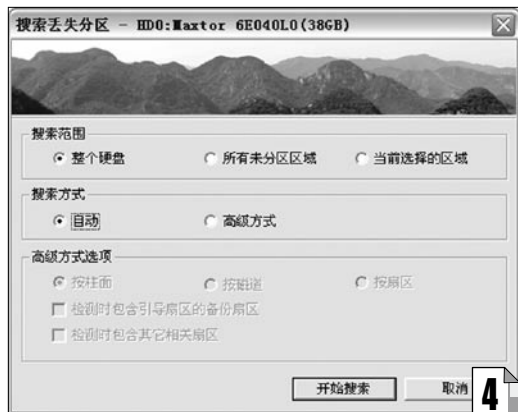 搜索丢失分区 - HD0:Maxtor 6E040L0(38GB)
搜索范围
整个硬盘 所有未分区区域 当前选择的区域
搜索方式
自动 高级方式
高级方式选项
按柱面 按磁道 按扇区
检测时包含引导扇区的备份扇区
检测时包含其它相关扇区
开始搜索 取消
4